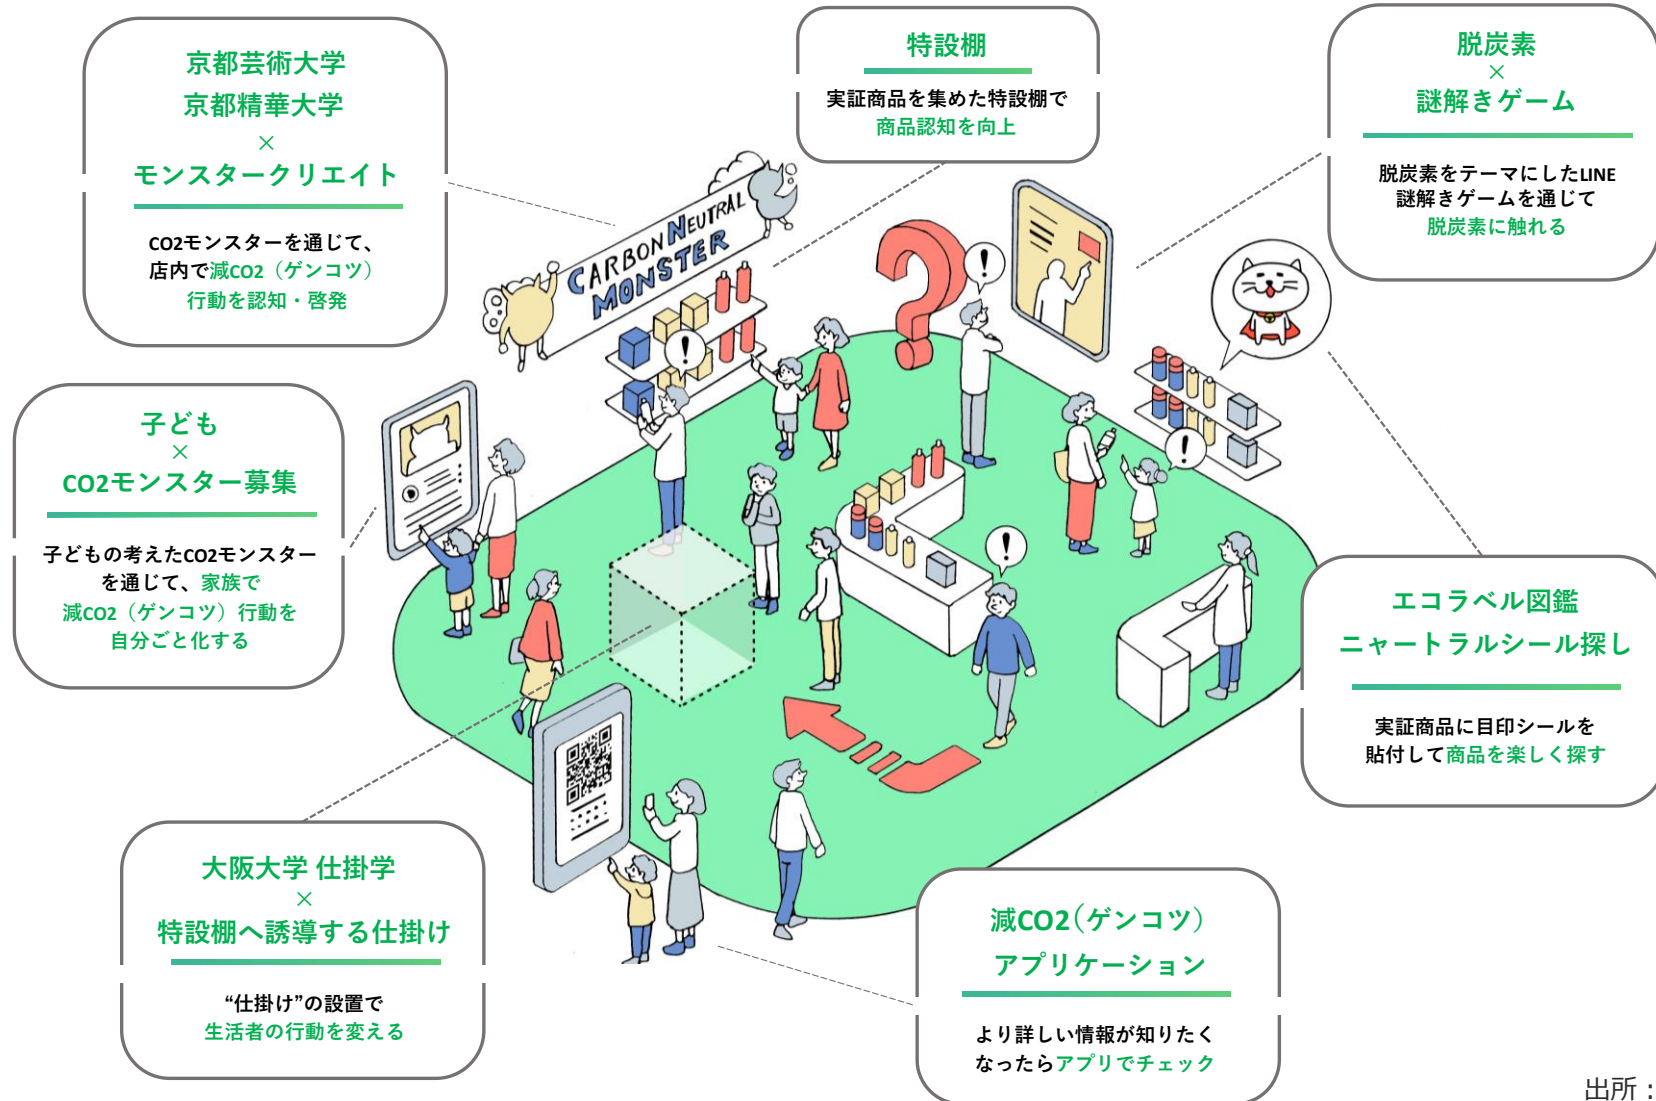 京都芸術大学
京都精華大学
×
モンスタークリエイト
CO2モンスターを通じて、
店内で減CO2（ゲンコツ）
行動を認知・啓発
特設棚
実証商品を集めた特設棚で
商品認知を向上
脱炭素
×
謎解きゲーム
脱炭素をテーマにしたLINE
謎解きゲームを通じて
脱炭素に触れる
CARBON NEUTRAL
MONSTER
!
!
!
!
?
子ども
×
CO2モンスター募集
子どもの考えたCO2モンスター
を通じて、家族で
減CO2（ゲンコツ）行動を
自分ごと化する
エコラベル図鑑
ニャートラルシール探し
実証商品に目印シールを
貼付して商品を楽しく探す
大阪大学 仕掛学
×
特設棚へ誘導する仕掛け
“仕掛け”の設置で
生活者の行動を変える
減CO2（ゲンコツ）
アプリケーション
より詳しい情報が知りたく
なったらアプリでチェック
出所：